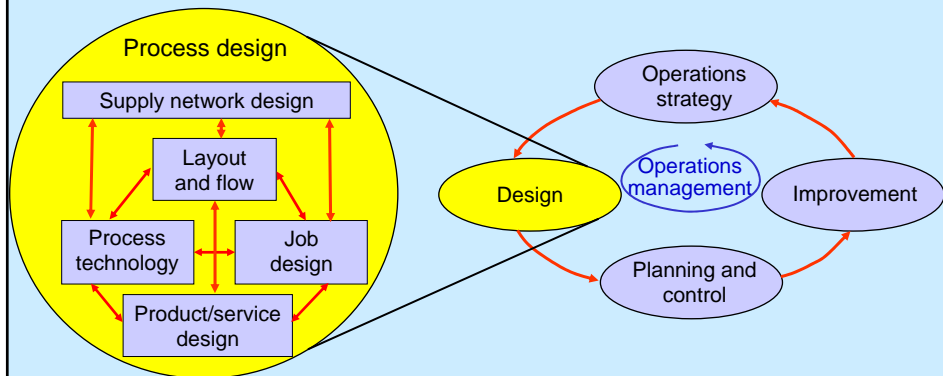 Process design
Supply network design
Layout
and flow
Process
technology
Job
design
Product/service
design
Operations
strategy
Design
Operations
management
Improvement
Planning and
control